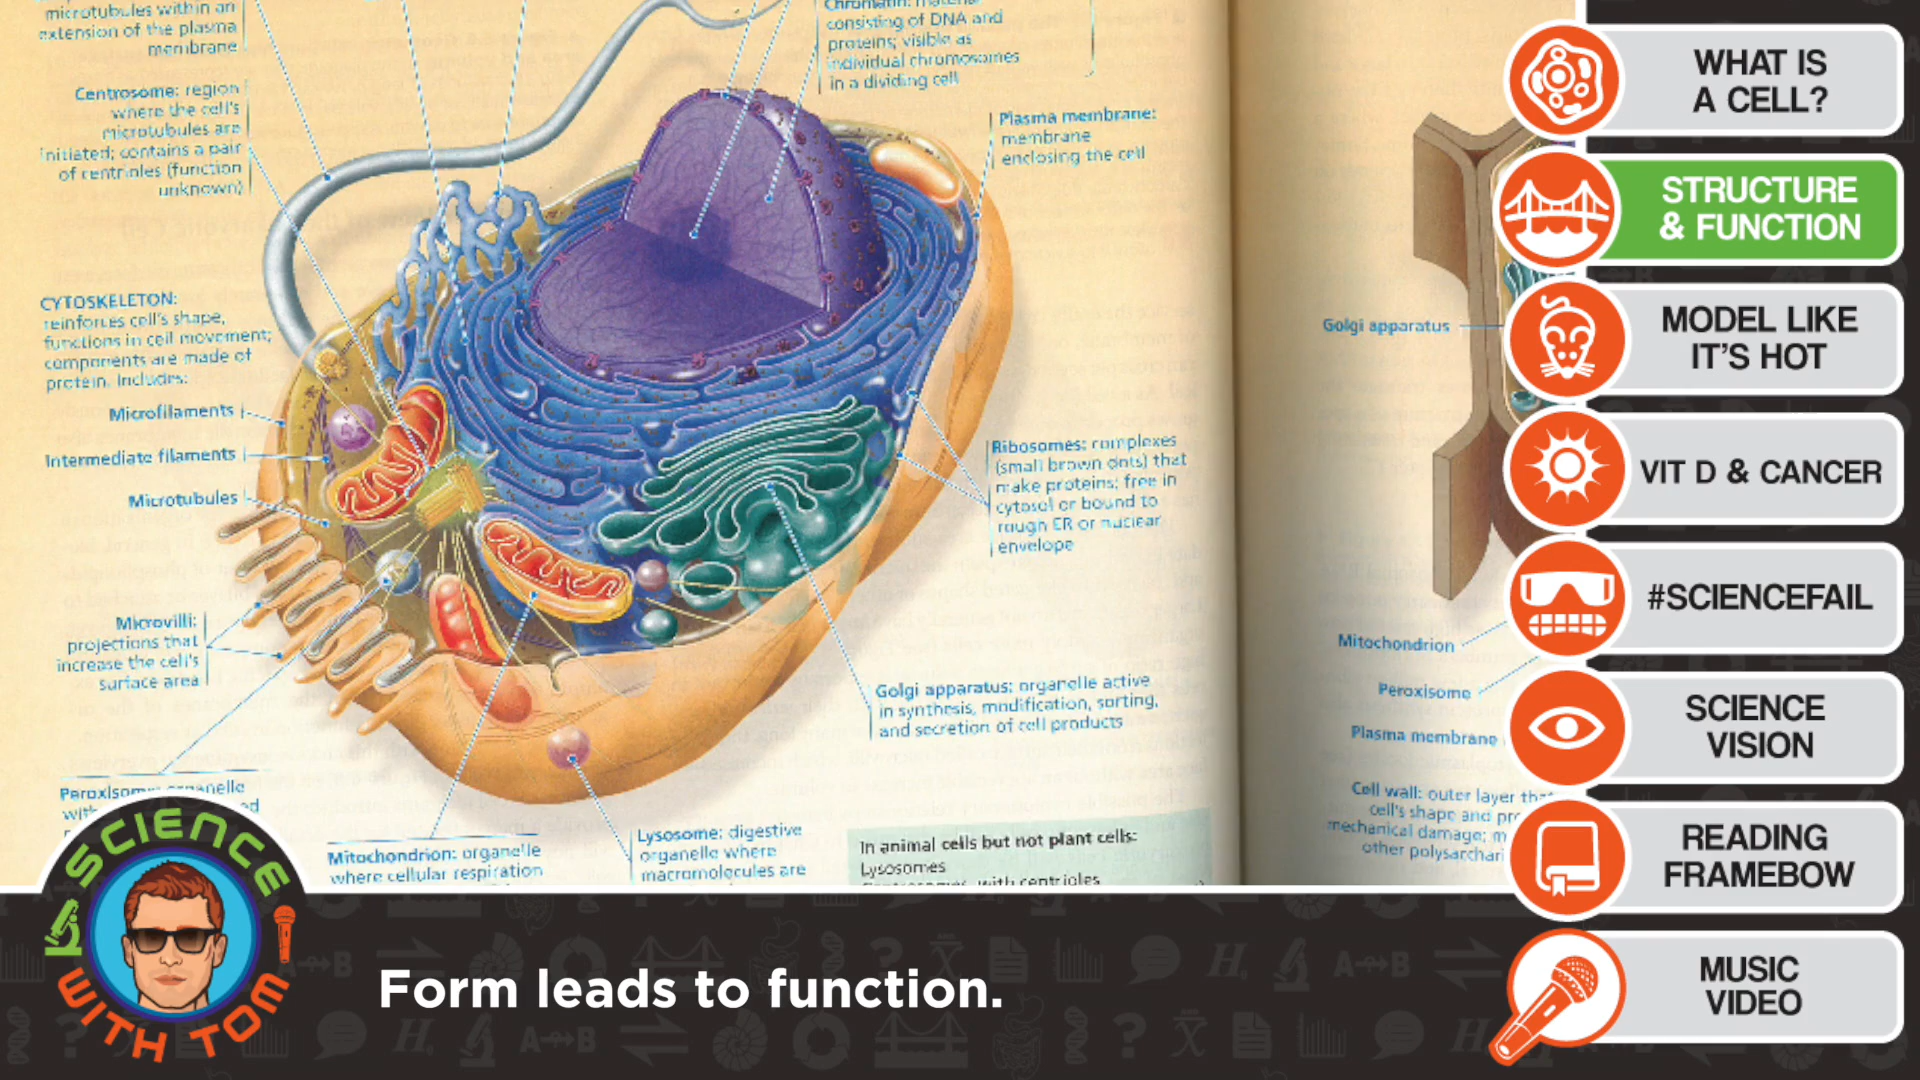 microtubules within an
extension of the plasma
membrane
Centrosome: region
where the cell's
microtubules are
initiated; contains a pair
of centrioles (function
unknown)
CYTOSKELETON:
reinforces cell's shape,
functions in cell movement;
components are made of
protein. Includes:
Microfilaments
Intermediate filaments
Microtubules
Microvilli:
projections that
increase the cell's
surface area
Peroxisome: organelle
Mitochondrion: organelle
where cellular respiration
Lysosome: digestive
organelle where
macromolecules are
Chromatin: material
consisting of DNA and
proteins; visible as
individual chromosomes
in a dividing cell
Plasma membrane:
membrane
enclosing the cell
Ribosomes: complexes
(small brown dots) that
make proteins; free in
cytosol or bound to
rough ER or nuclear
envelope
Golgi apparatus: organelle active
in synthesis, modification, sorting,
and secretion of cell products
In animal cells but not plant cells:
Lysosomes
Centrosomes, with centrioles
Golgi apparatus
Mitochondrion
Peroxisome
Plasma membrane
Cell wall: outer layer that
cell's shape and
mechanical damage;
other
WHAT IS
A CELL?
STRUCTURE
& FUNCTION
MODEL LIKE
IT'S HOT
VIT D & CANCER
#SCIENCEFAIL
SCIENCE
VISION
READING
FRAMEBOW
MUSIC
VIDEO
SCIENCE
WITH TOM
Form leads to function.